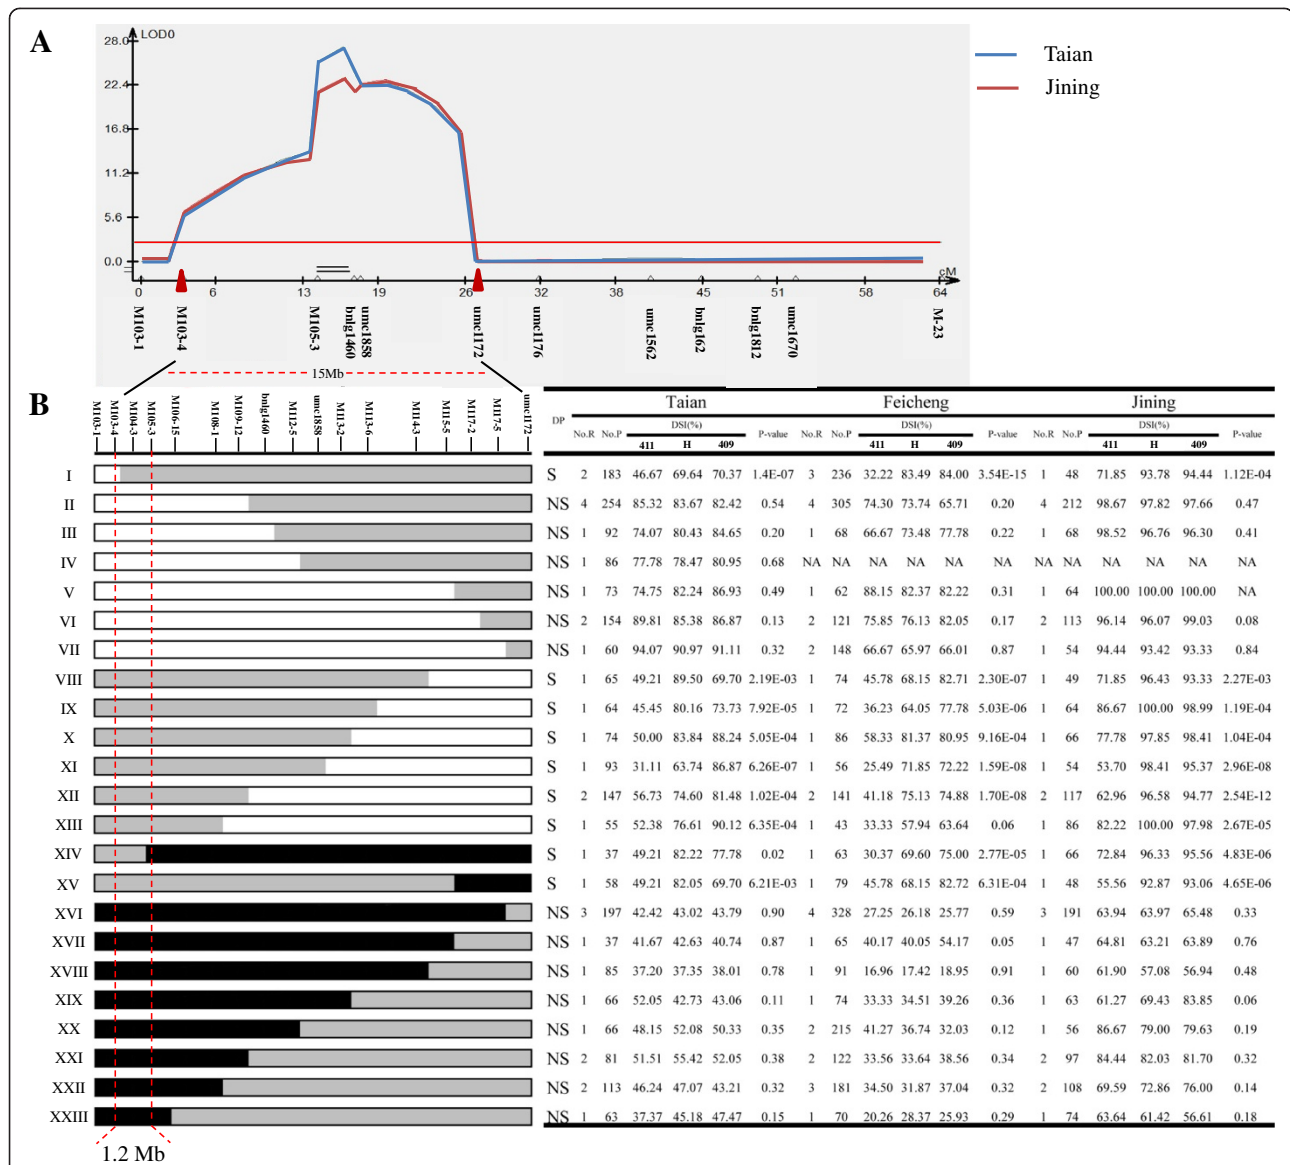 A
LOD0
Taian
Jining
28.0
22.4
16.8
11.2
5.6
0.0
cM
0 6 13 19 26 32 38 45 51 58 64
M103-1 M103-4 M105-3 bnlg1460 umc1858 umc1172 umc1176 umc1562 bnlg162 bnlg1812 umc1670 M-23
15Mb
B
M103-1 M103-4 M104-3 M105-3 M106-15 M108-1 M109-12 bnlg1460 M112-5 umc1858 M113-2 M113-6 M114-3 M115-5 M117-2 M117-5 umc1172
Taian Feicheng Jining
DP No.R No.P DSI(%) P-value No.R No.P DSI(%) P-value No.R No.P DSI(%) P-value
411 H 409 411 H 409 411 H 409
I S 2 183 46.67 69.64 70.37 1.4E-07 3 236 32.22 83.49 84.00 3.54E-15 1 48 71.85 93.78 94.44 1.12E-04
II NS 4 254 85.32 83.67 82.42 0.54 4 305 74.30 73.74 65.71 0.20 4 212 98.67 97.82 97.66 0.47
III NS 1 92 74.07 80.43 84.65 0.20 1 68 66.67 73.48 77.78 0.22 1 68 98.52 96.76 96.30 0.41
IV NS 1 86 77.78 78.47 80.95 0.68 NA NA NA NA NA NA NA NA NA NA NA NA
V NS 1 73 74.75 82.24 86.93 0.49 1 62 88.15 82.37 82.22 0.31 1 64 100.00 100.00 100.00 NA
VI NS 2 154 89.81 85.38 86.87 0.13 2 121 75.85 76.13 82.05 0.17 2 113 96.14 96.07 99.03 0.08
VII NS 1 60 94.07 90.97 91.11 0.32 2 148 66.67 65.97 66.01 0.87 1 54 94.44 93.42 93.33 0.84
VIII S 1 65 49.21 89.50 69.70 2.19E-03 1 74 45.78 68.15 82.71 2.30E-07 1 49 71.85 96.43 93.33 2.27E-03
IX S 1 64 45.45 80.16 73.73 7.92E-05 1 72 36.23 64.05 77.78 5.03E-06 1 64 86.67 100.00 98.99 1.19E-04
X S 1 74 50.00 83.84 88.24 5.05E-04 1 86 58.33 81.37 80.95 9.16E-04 1 66 77.78 97.85 98.41 1.04E-04
XI S 1 93 31.11 63.74 86.87 6.26E-07 1 56 25.49 71.85 72.22 1.59E-08 1 54 53.70 98.41 95.37 2.96E-08
XII S 2 147 56.73 74.60 81.48 1.02E-04 2 141 41.18 75.13 74.88 1.70E-08 2 117 62.96 96.58 94.77 2.54E-12
XIII S 1 55 52.38 76.61 90.12 6.35E-04 1 43 33.33 57.94 63.64 0.06 1 86 82.22 100.00 97.98 2.67E-05
XIV S 1 37 49.21 82.22 77.78 0.02 1 63 30.37 69.60 75.00 2.77E-05 1 66 72.84 96.33 95.56 4.83E-06
XV S 1 58 49.21 82.05 69.70 6.21E-03 1 79 45.78 68.15 82.72 6.31E-04 1 48 55.56 92.87 93.06 4.65E-06
XVI NS 3 197 42.42 43.02 43.79 0.90 4 328 27.25 26.18 25.77 0.59 3 191 63.94 63.97 65.48 0.33
XVII NS 1 37 41.67 42.63 40.74 0.87 1 65 40.17 40.05 54.17 0.05 1 47 64.81 63.21 63.89 0.76
XVIII NS 1 85 37.20 37.35 38.01 0.78 1 91 16.96 17.42 18.95 0.91 1 60 61.90 57.08 56.94 0.48
XIX NS 1 66 52.05 42.73 43.06 0.11 1 74 33.33 34.51 39.26 0.36 1 63 61.27 69.43 83.85 0.06
XX NS 1 66 48.15 52.08 50.33 0.35 2 215 41.27 36.74 32.03 0.12 1 56 86.67 79.00 79.63 0.19
XXI NS 2 81 51.51 55.42 52.05 0.38 2 122 33.56 33.64 38.56 0.34 2 97 84.44 82.03 81.70 0.32
XXII NS 2 113 46.24 47.07 43.21 0.32 3 181 34.50 31.87 37.04 0.32 2 108 69.59 72.86 76.00 0.14
XXIII NS 1 63 37.37 45.18 47.47 0.15 1 70 20.26 28.37 25.93 0.29 1 74 63.64 61.42 56.61 0.18
1.2 Mb